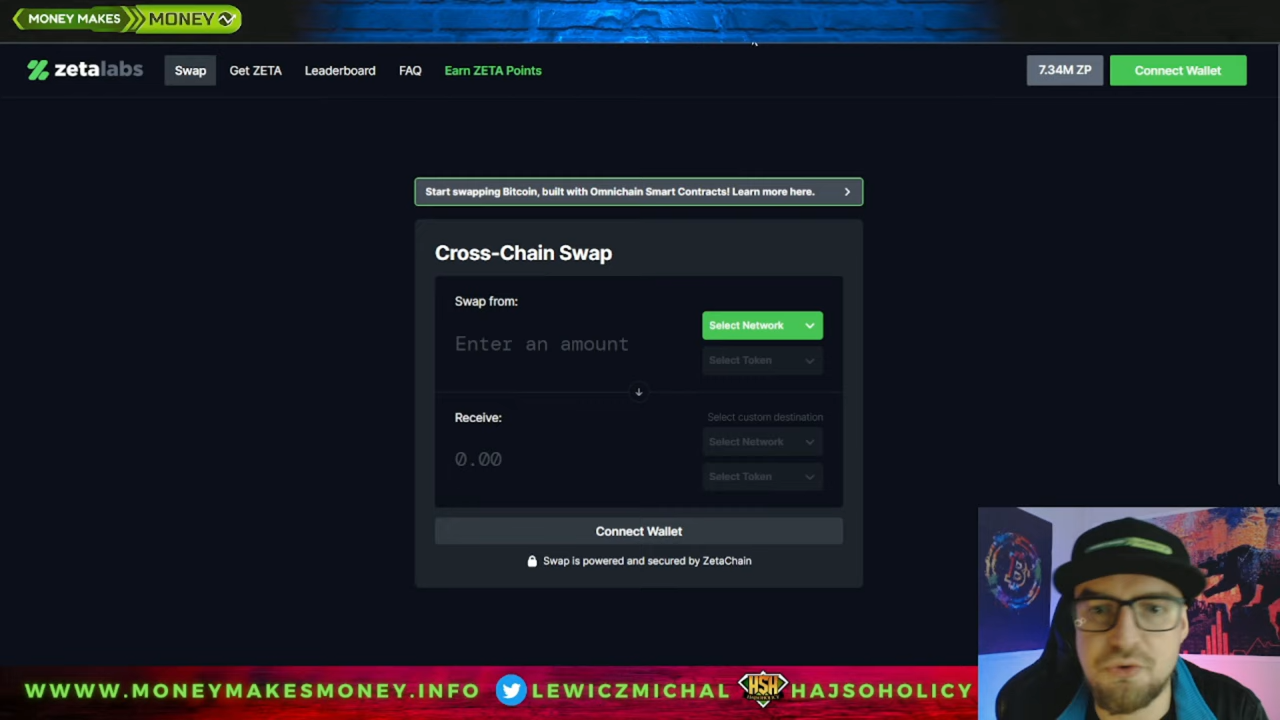 MONEY MAKES MONEY
zetalabs Swap Get ZETA Leaderboard FAQ Earn ZETA Points 7.34M ZP Connect Wallet
Start swapping Bitcoin, built with Omnichain Smart Contracts! Learn more here.
Cross-Chain Swap
Swap from:
Select Network
Enter an amount
Select Token
Receive:
Select custom destination
Select Network
0.00
Select Token
Connect Wallet
Swap is powered and secured by ZetaChain
WWWW.MONEYMAKESMONEY.INFO LEWICZMICHAL HSH HAJSOHOLICY